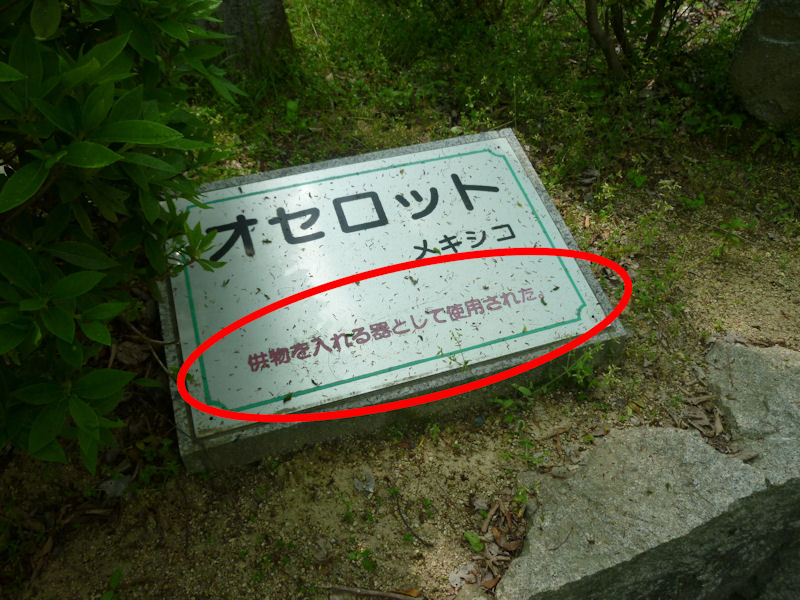 オセロット
メキシコ
供物を入れる器として使用された。